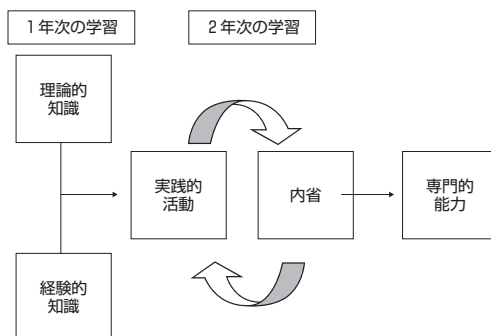 1年次の学習
2年次の学習
理論的
知識
実践的
活動
内省
専門的
能力
経験的
知識